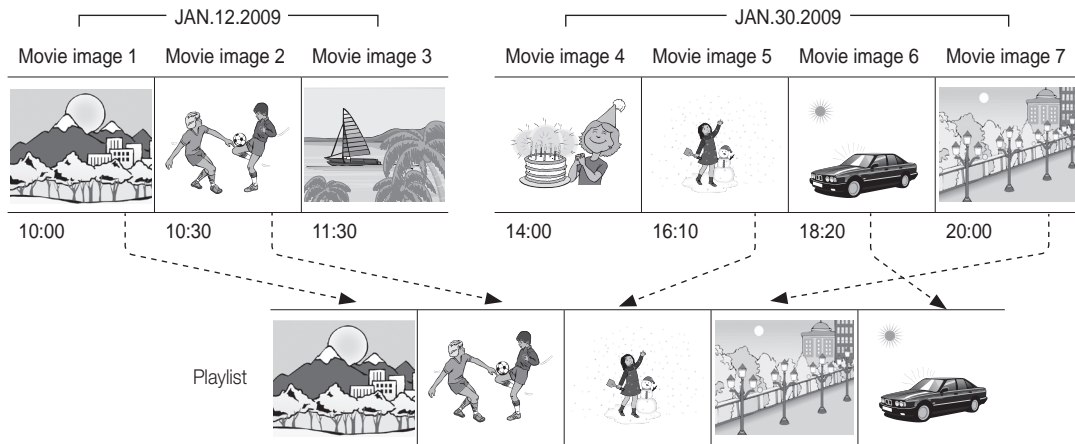 JAN.12.2009 JAN.30.2009
Movie image 1 Movie image 2 Movie image 3 Movie image 4 Movie image 5 Movie image 6 Movie image 7
10:00 10:30 11:30 14:00 16:10 18:20 20:00
Playlist